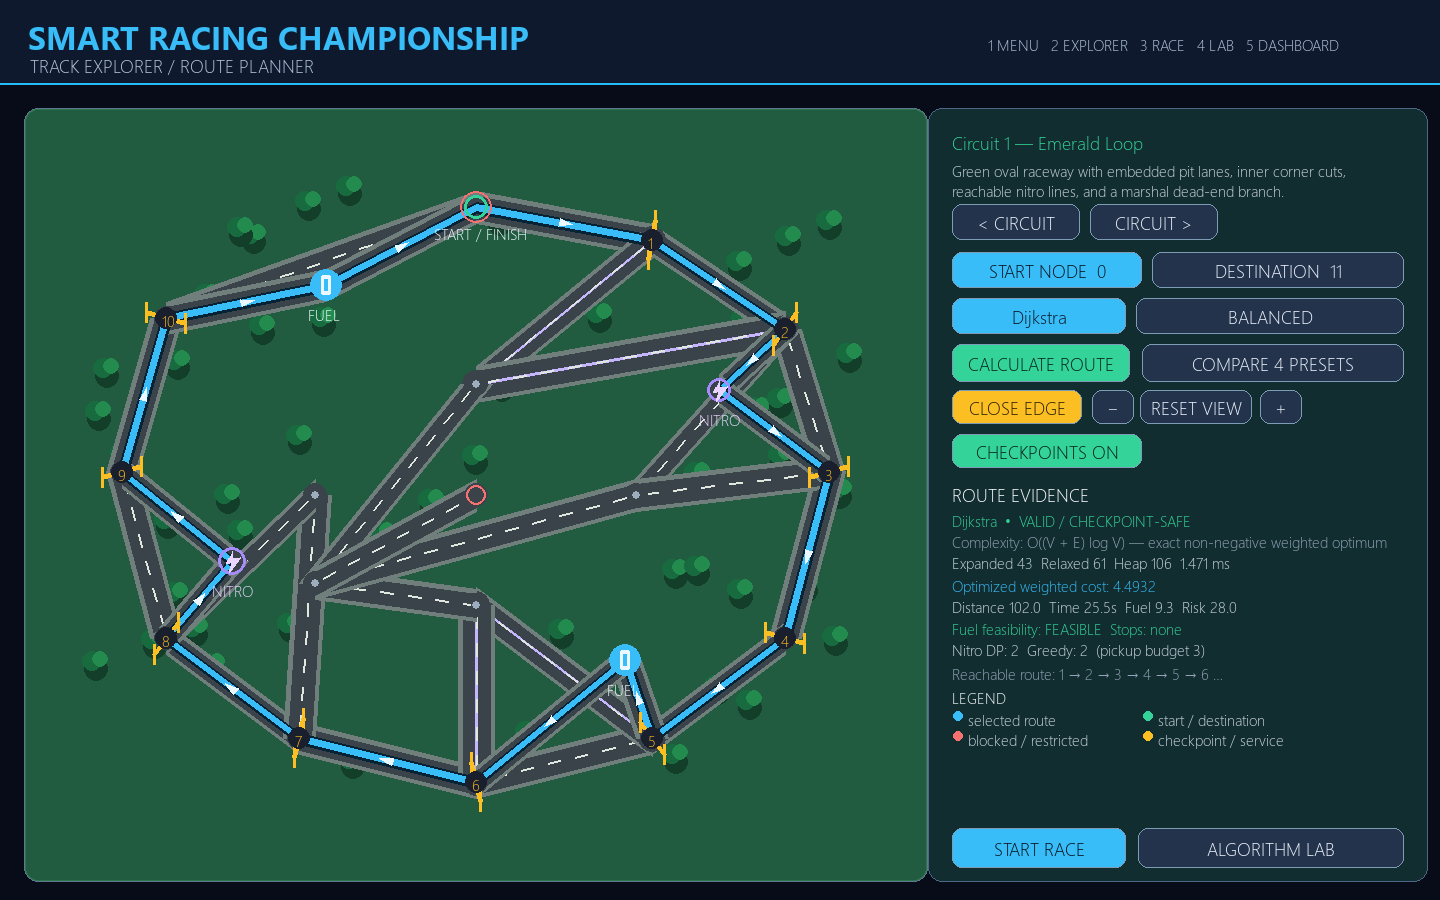 SMART RACING CHAMPIONSHIP
TRACK EXPLORER / ROUTE PLANNER
1 MENU 2 EXPLORER 3 RACE 4 LAB 5 DASHBOARD
START / FINISH
1
2
FUEL
10
NITRO
3
9
NITRO
8
4
FUEL
5
7
6
Circuit 1 — Emerald Loop
Green oval raceway with embedded pit lanes, inner corner cuts,
reachable nitro lines, and a marshal dead-end branch.
< CIRCUIT CIRCUIT >
START NODE 0 DESTINATION 11
Dijkstra BALANCED
CALCULATE ROUTE COMPARE 4 PRESETS
CLOSE EDGE – RESET VIEW +
CHECKPOINTS ON
ROUTE EVIDENCE
Dijkstra • VALID / CHECKPOINT-SAFE
Complexity: O((V + E) log V) — exact non-negative weighted optimum
Expanded 43 Relaxed 61 Heap 106 1.471 ms
Optimized weighted cost: 4.4932
Distance 102.0 Time 25.5s Fuel 9.3 Risk 28.0
Fuel feasibility: FEASIBLE Stops: none
Nitro DP: 2 Greedy: 2 (pickup budget 3)
Reachable route: 1 → 2 → 3 → 4 → 5 → 6 ...
LEGEND
selected route start / destination
blocked / restricted checkpoint / service
START RACE ALGORITHM LAB